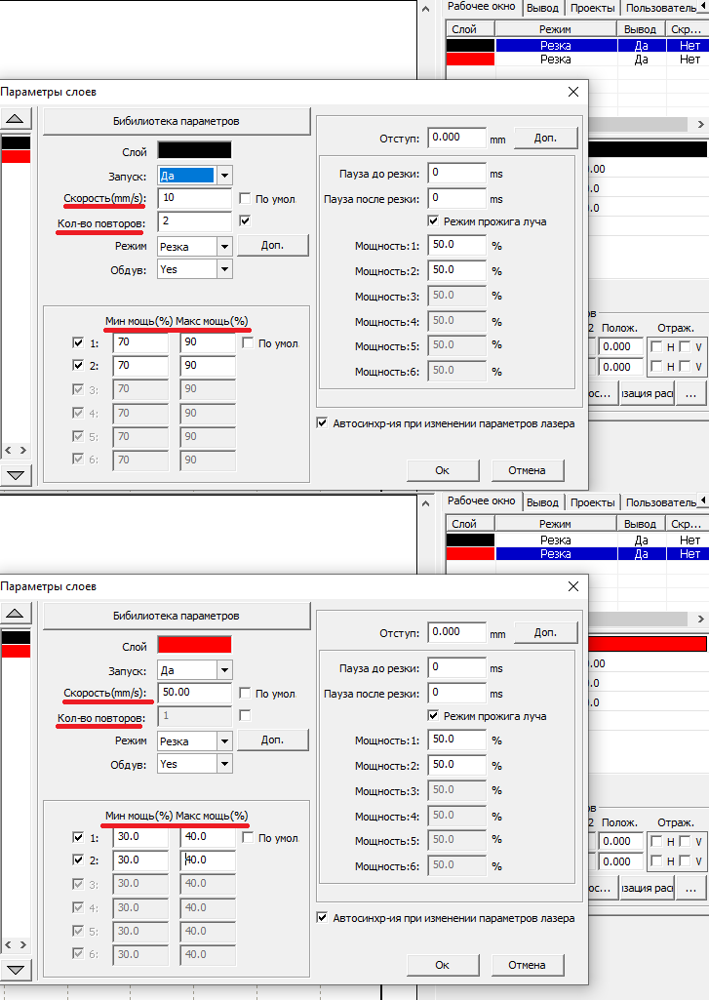 Рабочее окно Вывод Проекты Пользователь
Слой Режим Вывод Скр...
Резка Да Нет
Резка Да Нет
Параметры слоев
Бибилиотека параметров
Слой
Запуск: Да
Скорость(mm/s): 10 По умол
Кол-во повторов: 2
Режим Резка Доп.
Обдув: Yes
Мин мощь(%) Макс мощь(%)
1: 70 90 По умол
2: 70 90
3: 70 90
4: 70 90
5: 70 90
6: 70 90
Отступ: 0.000 mm Доп.
Пауза до резки: 0 ms
Пауза после резки: 0 ms
Режим прожига луча
Мощность:1: 50.0 %
Мощность:2: 50.0 %
Мощность:3: 50.0 %
Мощность:4: 50.0 %
Мощность:5: 50.0 %
Мощность:6: 50.0 %
Автосинхр-ия при изменении параметров лазера
Ок Отмена
.00
.0
.0
2 Полож. Отраж.
0.000 H V
0.000 H V
ос... изация расі ...
Рабочее окно Вывод Проекты Пользователь
Слой Режим Вывод Скр...
Резка Да Нет
Резка Да Нет
Параметры слоев
Бибилиотека параметров
Слой
Запуск: Да
Скорость(mm/s): 50.00 По умол
Кол-во повторов: 1
Режим Резка Доп.
Обдув: Yes
Мин мощь(%) Макс мощь(%)
1: 30.0 40.0 По умол
2: 30.0 40.0
3: 30.0 40.0
4: 30.0 40.0
5: 30.0 40.0
6: 30.0 40.0
Отступ: 0.000 mm Доп.
Пауза до резки: 0 ms
Пауза после резки: 0 ms
Режим прожига луча
Мощность:1: 50.0 %
Мощность:2: 50.0 %
Мощность:3: 50.0 %
Мощность:4: 50.0 %
Мощность:5: 50.0 %
Мощность:6: 50.0 %
Автосинхр-ия при изменении параметров лазера
Ок Отмена
.00
.0
.0
2 Полож. Отраж.
0.000 H V
0.000 H V
ос... изация расі ...